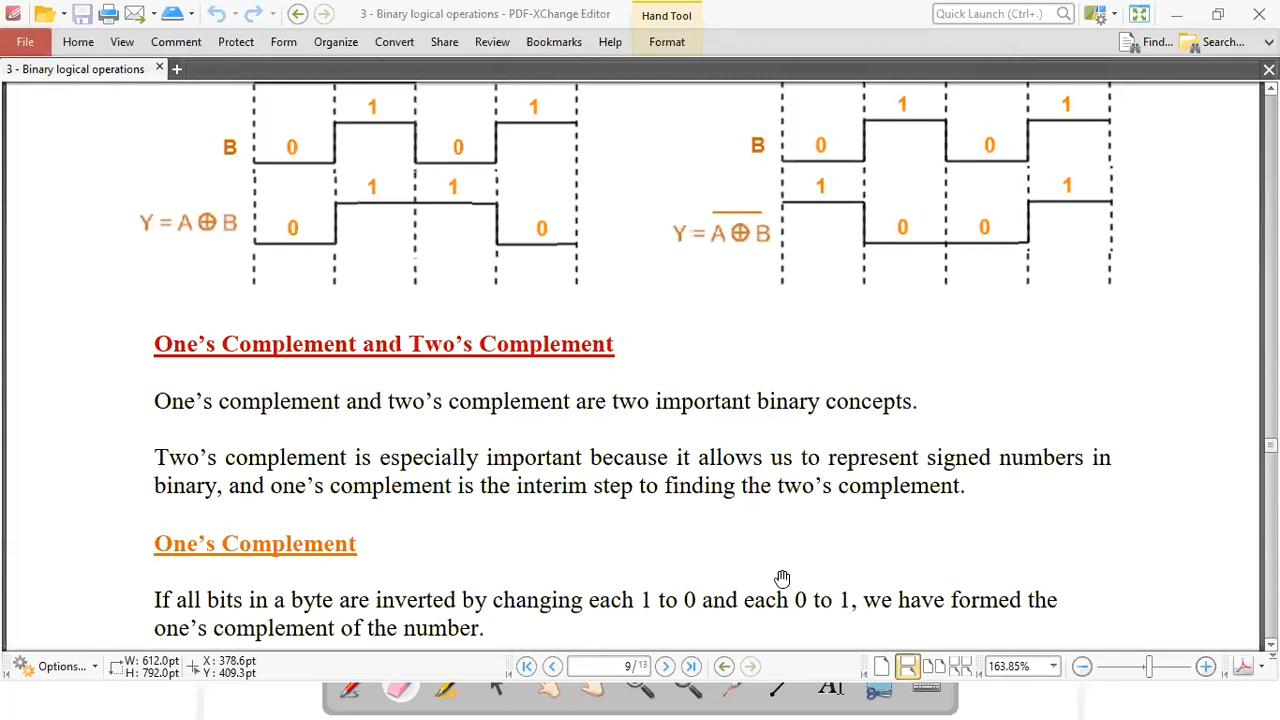 3 - Binary logical operations - PDF-XChange Editor
Hand Tool
Quick Launch (Ctrl+.)
File Home View Comment Protect Form Organize Convert Share Review Bookmarks Help Format Find... Search...
3 - Binary logical operations × +
1 1
B 0 0
1 1
Y = A ⊕ B 0 0
1 1
B 0 0
1 1
Y = \overline{A ⊕ B} 0 0
One’s Complement and Two’s Complement
One’s complement and two’s complement are two important binary concepts.
Two’s complement is especially important because it allows us to represent signed numbers in
binary, and one’s complement is the interim step to finding the two’s complement.
One’s Complement
If all bits in a byte are inverted by changing each 1 to 0 and each 0 to 1, we have formed the
one’s complement of the number.
Options... W: 612.0pt X: 378.6pt 9 / 13 163.85%
H: 792.0pt Y: 409.3pt